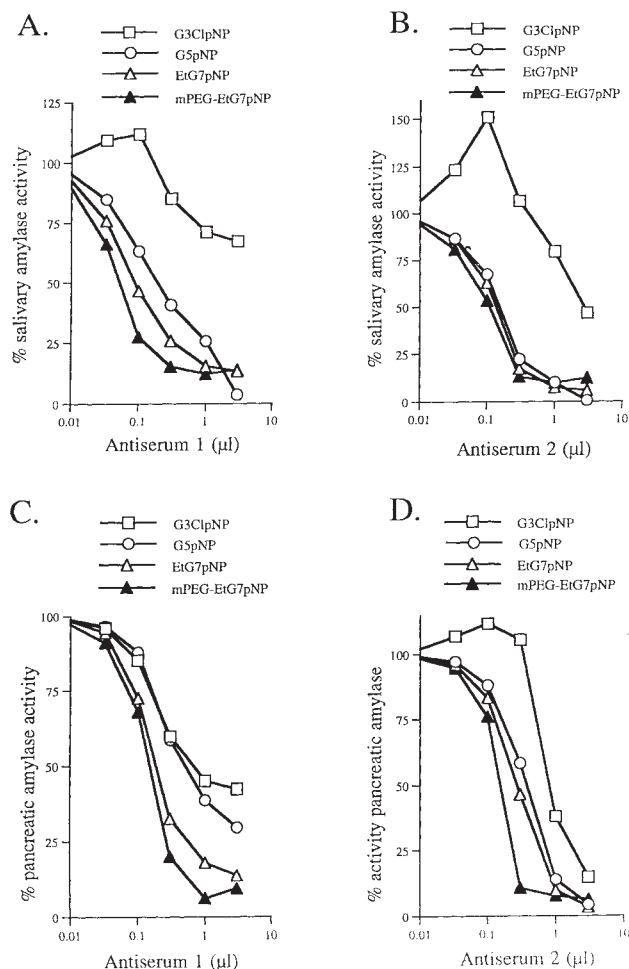 A.
G3ClpNP
G5pNP
EtG7pNP
mPEG-EtG7pNP
% salivary amylase activity
125
100
75
50
25
0
0.01
0.1
1
10
Antiserum 1 (µl)
B.
G3ClpNP
G5pNP
EtG7pNP
mPEG-EtG7pNP
% salivary amylase activity
150
125
100
75
50
25
0
0.01
0.1
1
10
Antiserum 2 (µl)
C.
G3ClpNP
G5pNP
EtG7pNP
mPEG-EtG7pNP
% pancreatic amylase activity
100
75
50
25
0
0.01
0.1
1
10
Antiserum 1 (µl)
D.
G3ClpNP
G5pNP
EtG7pNP
mPEG-EtG7pNP
% activity pancreatic amylase
100
75
50
25
0
0.01
0.1
1
10
Antiserum 2 (µl)